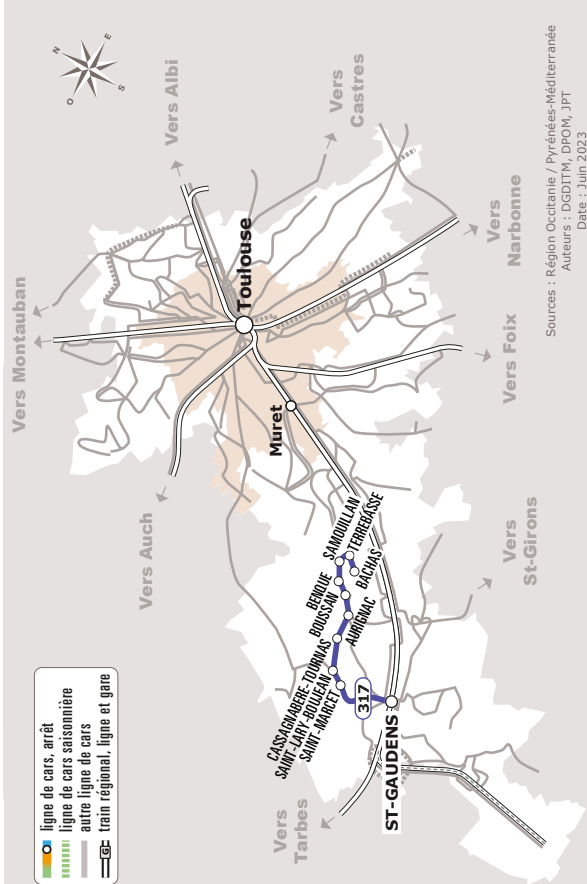 ligne de cars, arrêt
ligne de cars saisonnière
autre ligne de cars
G
train régional, ligne et gare
N
E
S
O
Vers Montauban
Vers Albi
Vers
Castres
Vers Auch
Toulouse
Muret
Vers
Narbonne
Vers Foix
Vers
St-Girons
Vers
Tarbes
CASSAGNABERE-TOURNAS
SAINT-LARY-BOUJEAN
SAINT-MARCET
BENQUE
BOUSSAN
SAMOUILLAN
TERREBASSE
BACHAS
AURIGNAC
317
ST-GAUDENS
Sources : Région Occitanie / Pyrénées-Méditerranée
Auteurs : DGDITM, DPOM, JPT
Date : Juin 2023